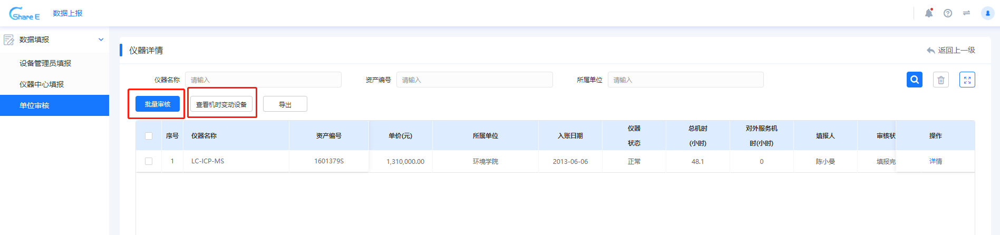 Share E 数据上报
数据填报
设备管理员填报
仪器中心填报
单位审核
仪器详情 返回上一级
仪器名称 请输入 资产编号 请输入 所属单位 请输入
批量审核 查看机时变动设备 导出
序号 仪器名称 资产编号 单价(元) 所属单位 入账日期 仪器 状态 总机时 (小时) 对外服务机 时(小时) 填报人 审核状 操作
1 LC-ICP-MS 1601379S 1,310,000.00 环境学院 2013-06-06 正常 48.1 0 陈小曼 填报完 详情